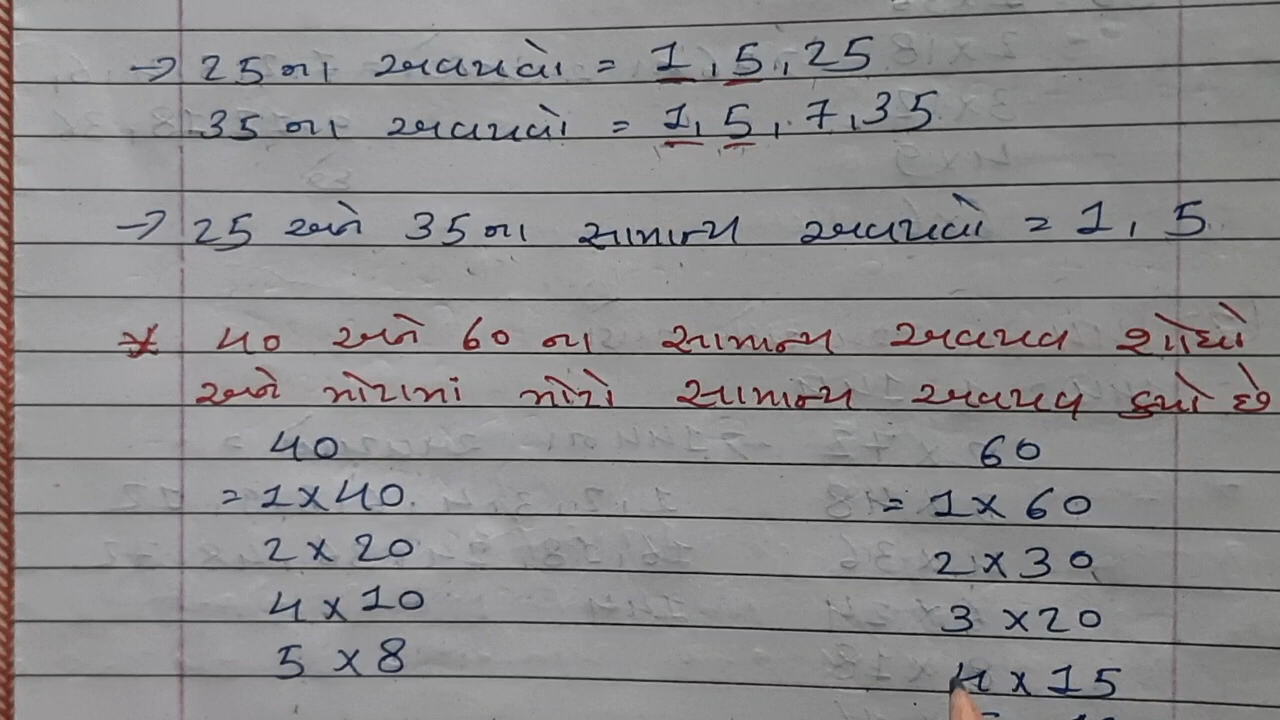 → 25 ના અવયવો = 1, 5, 25
35 ના અવયવો = 1, 5, 7, 35
→ 25 અને 35 ના સામાન્ય અવયવો = 1, 5
* 40 અને 60 ના સામાન્ય અવયવ શોધો
અને મોટામાં મોટો સામાન્ય અવયવ કયો છે
40 60
= 1 × 40 = 1 × 60
2 × 20 2 × 30
4 × 10 3 × 20
5 × 8 4 × 15